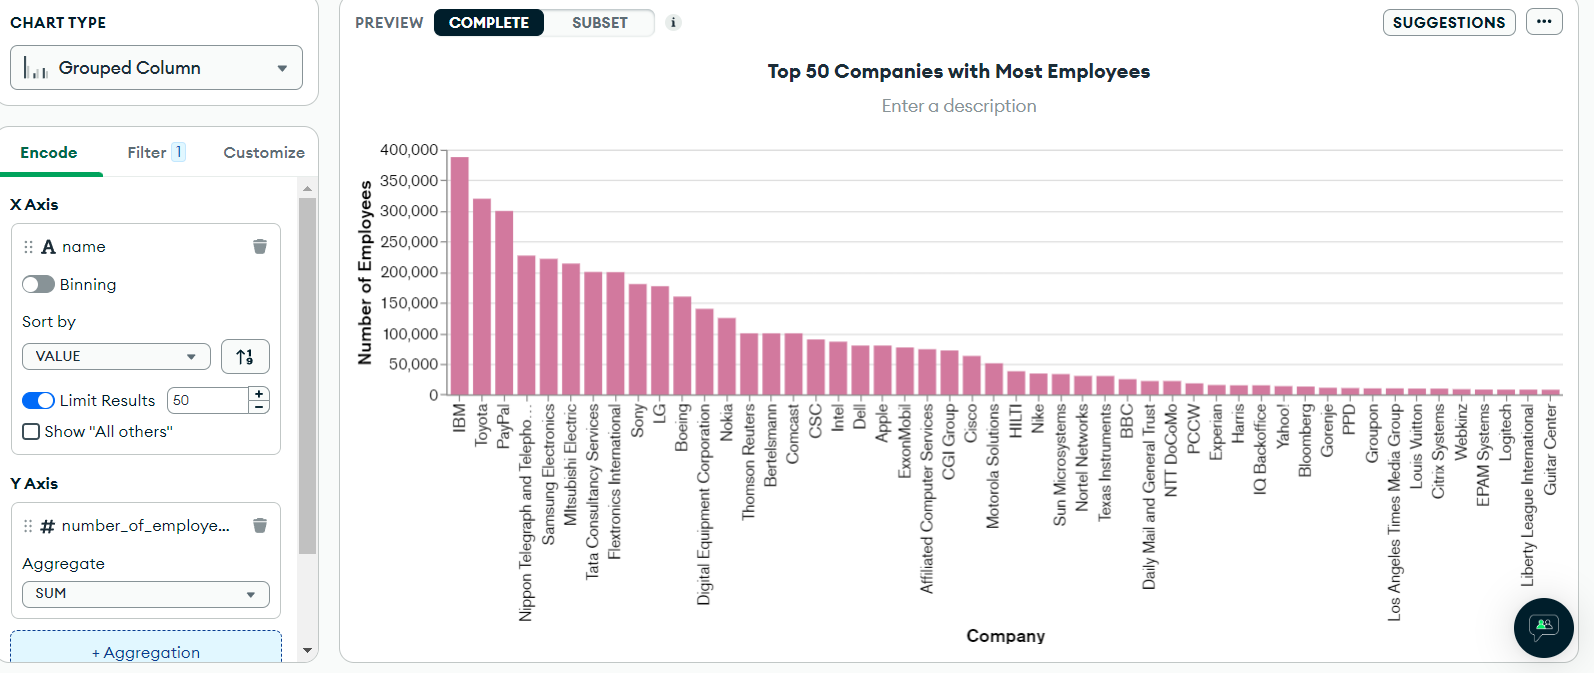 CHART TYPE
Grouped Column
Encode
Filter 1
Customize
X Axis
A name
Binning
Sort by
VALUE
Limit Results 50
Show "All others"
Y Axis
# number_of_employe...
Aggregate
SUM
+ Aggregation
PREVIEW COMPLETE SUBSET i
SUGGESTIONS ...
Top 50 Companies with Most Employees
Enter a description
Number of Employees
400,000
350,000
300,000
250,000
200,000
150,000
100,000
50,000
0
IBM
Toyota
PayPal
Nippon Telegraph and Telepho...
Samsung Electronics
MItsubishi Electric
Tata Consultancy Services
Flextronics International
Sony
LG
Boeing
Digital Equipment Corporation
Nokia
Thomson Reuters
Bertelsmann
Comcast
CSC
Intel
Dell
Apple
ExxonMobil
Affiliated Computer Services
CGI Group
Cisco
Motorola Solutions
HILTI
Nike
Sun Microsystems
Nortel Networks
Texas Instruments
BBC
Daily Mail and General Trust
NTT DoCoMo
PCCW
Experian
Harris
IQ Backoffice
Yahoo!
Bloomberg
Gorenje
PPD
Groupon
Los Angeles Times Media Group
Louis Vuitton
Citrix Systems
Webkinz
EPAM Systems
Logitech
Liberty League International
Guitar Center
Company